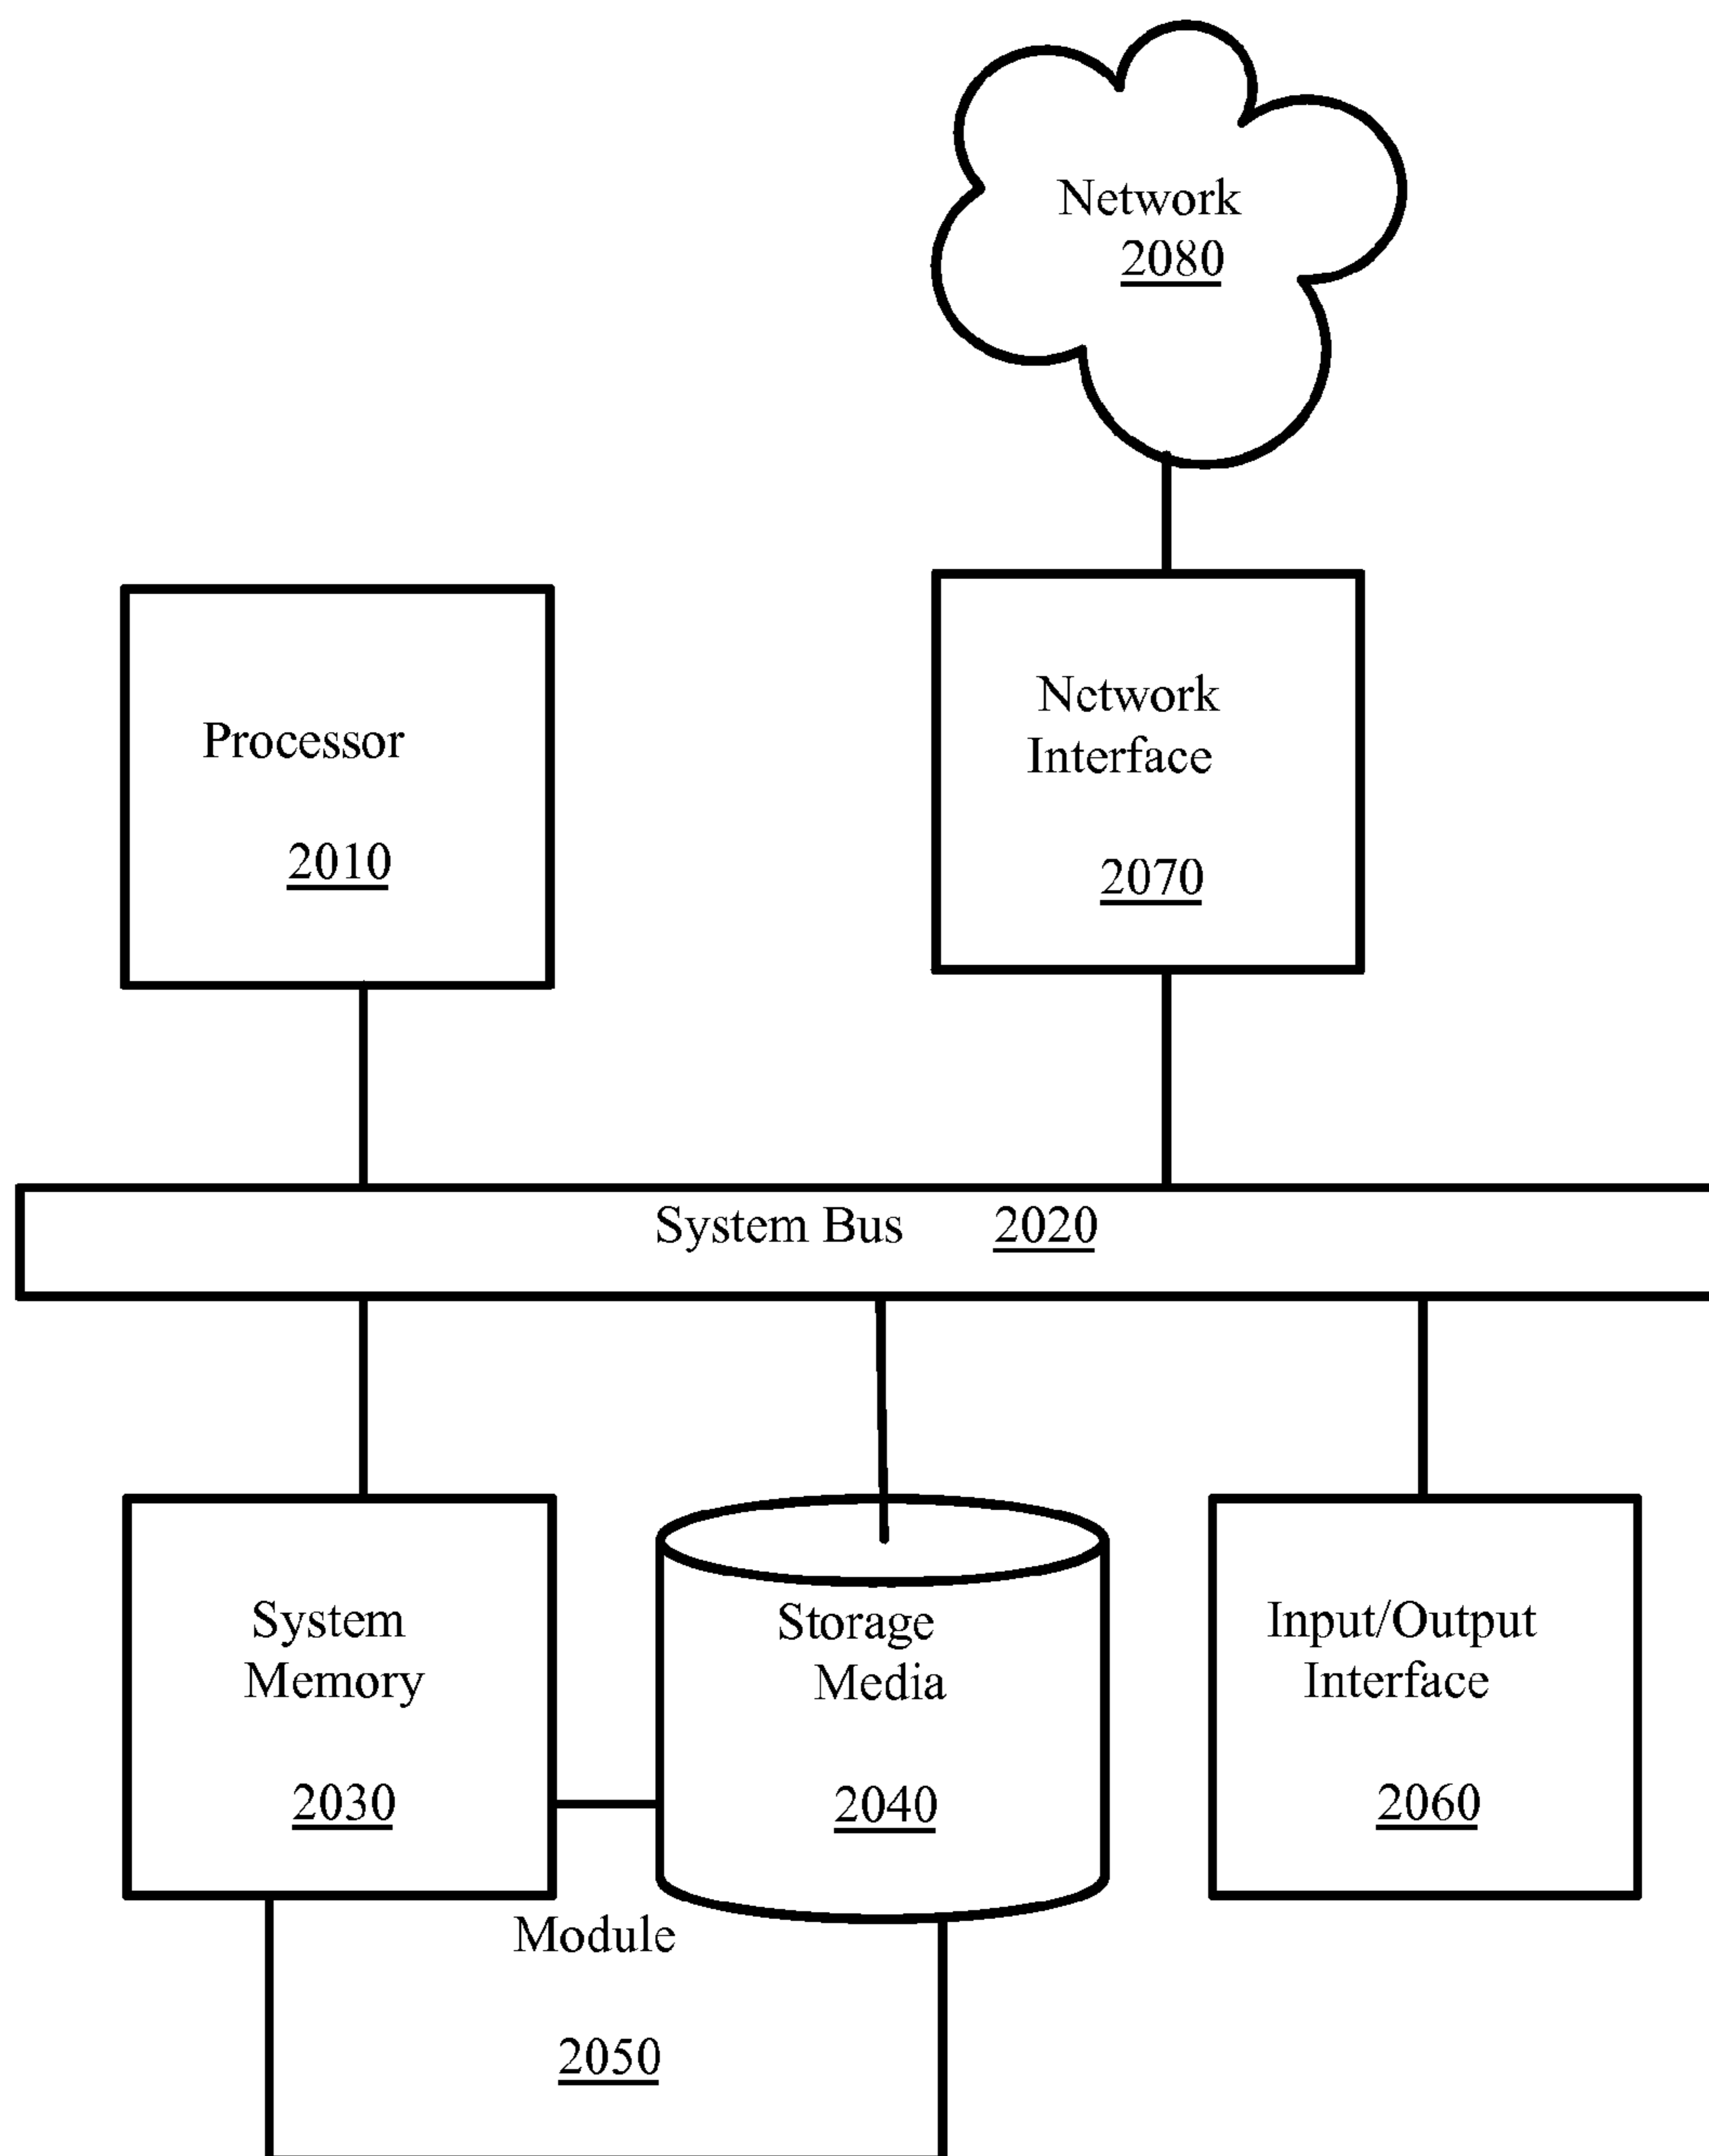 Network
2080
Processor
2010
Network
Interface
2070
System Bus 2020
System
Memory
2030
Storage
Media
2040
Input/Output
Interface
2060
Module
2050